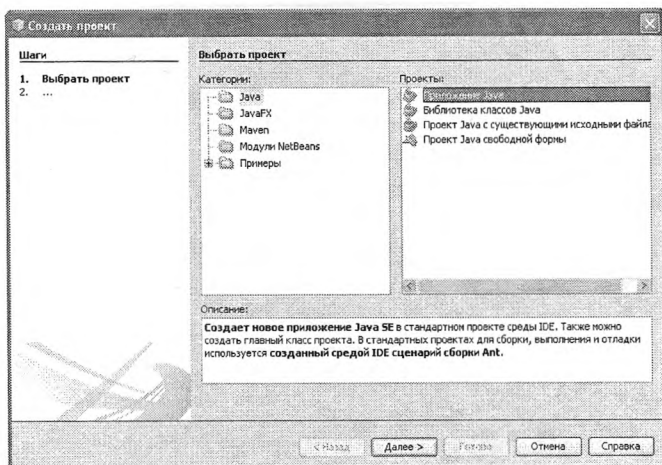 Создать проект
Шаги
1. Выбрать проект
2. ...
Выбрать проект
Категории:
Java
JavaFX
Maven
Модули NetBeans
Примеры
Проекты:
Приложение Java
Библиотека классов Java
Проект Java с существующими исходными файла
Проект Java свободной формы
Описание:
Создает новое приложение Java SE в стандартном проекте среды IDE. Также можно
создать главный класс проекта. В стандартных проектах для сборки, выполнения и отладки
используется созданный средой IDE сценарий сборки Ant.
< Назад
Далее >
Готово
Отмена
Справка